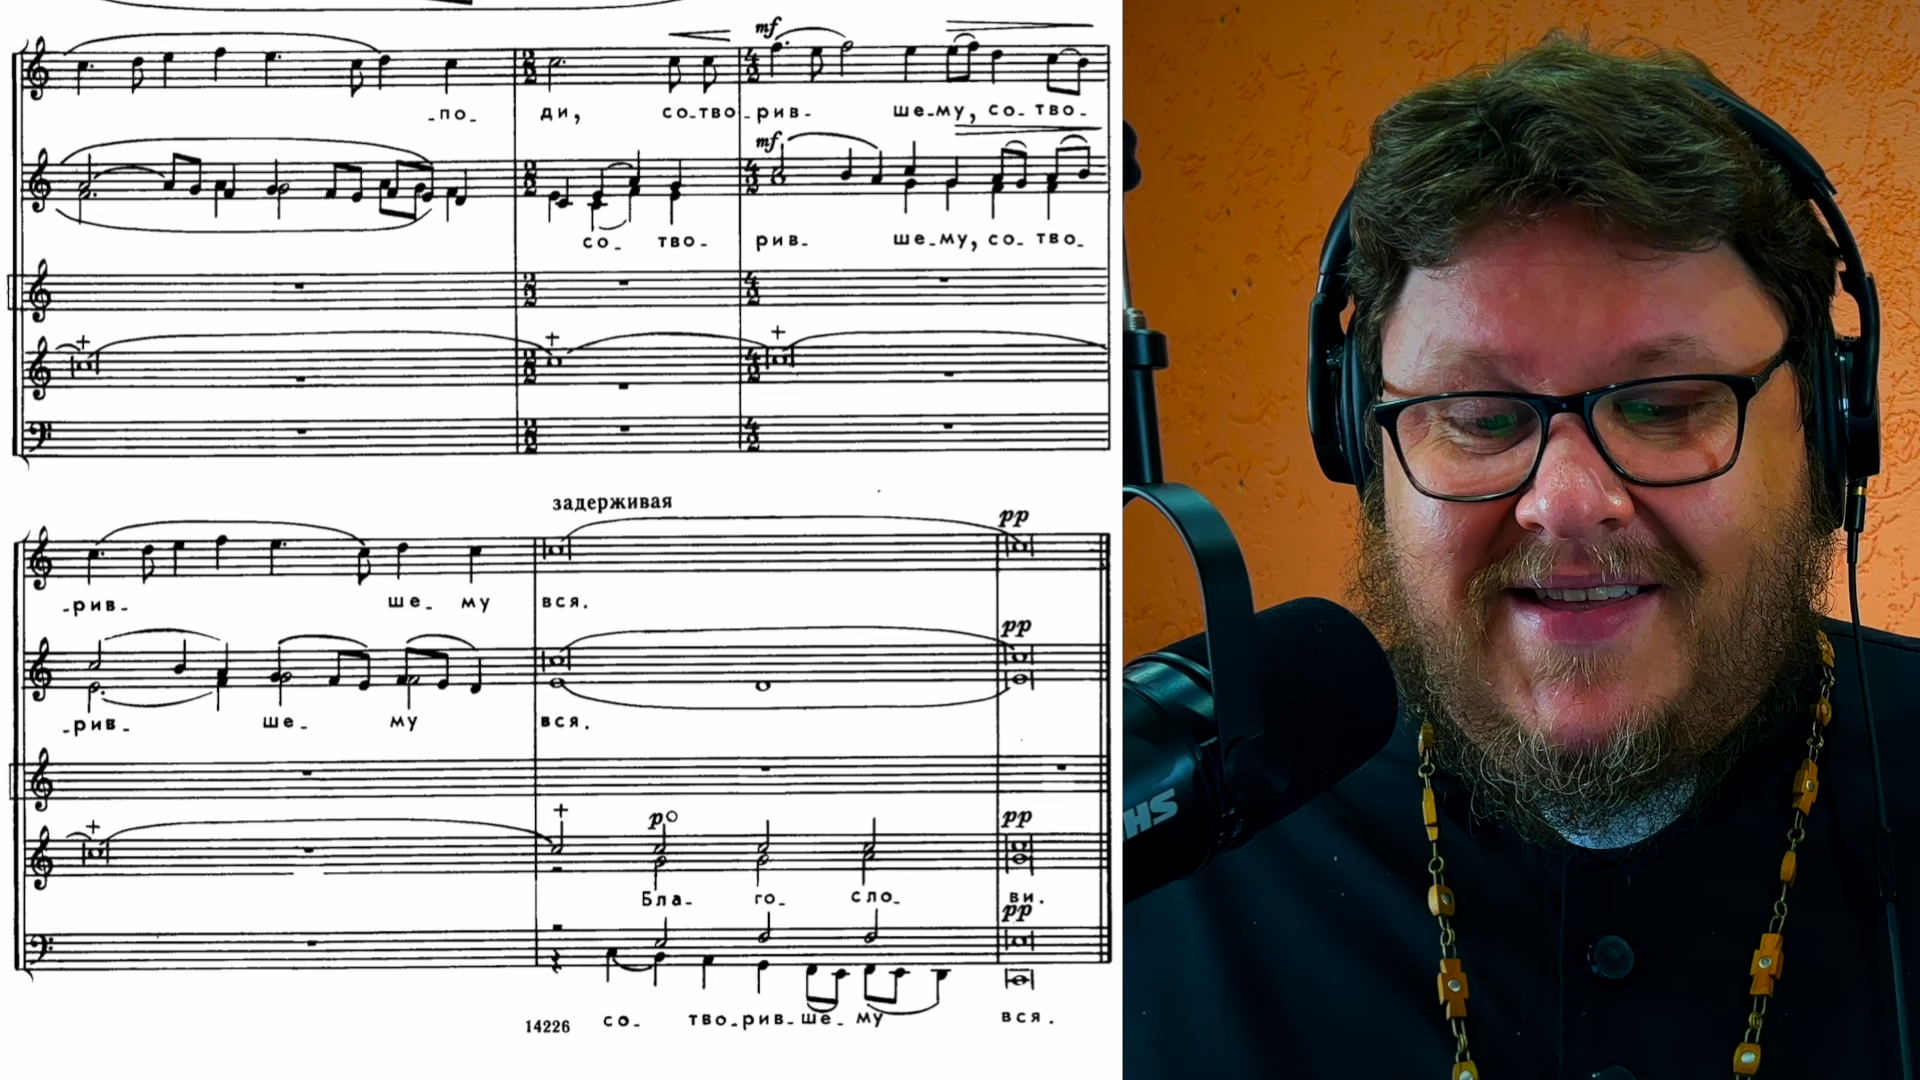 mf
-по- ди, со-тво-рив- ше-му, со-тво-
mf
со- тво- рив- ше-му, со-тво-
задерживая
pp
-рив- ше- му вся.
pp
-рив- ше- му вся.
p
pp
Бла- го- сло- ви.
pp
со- тво-рив-ше- му вся.
14226
HS